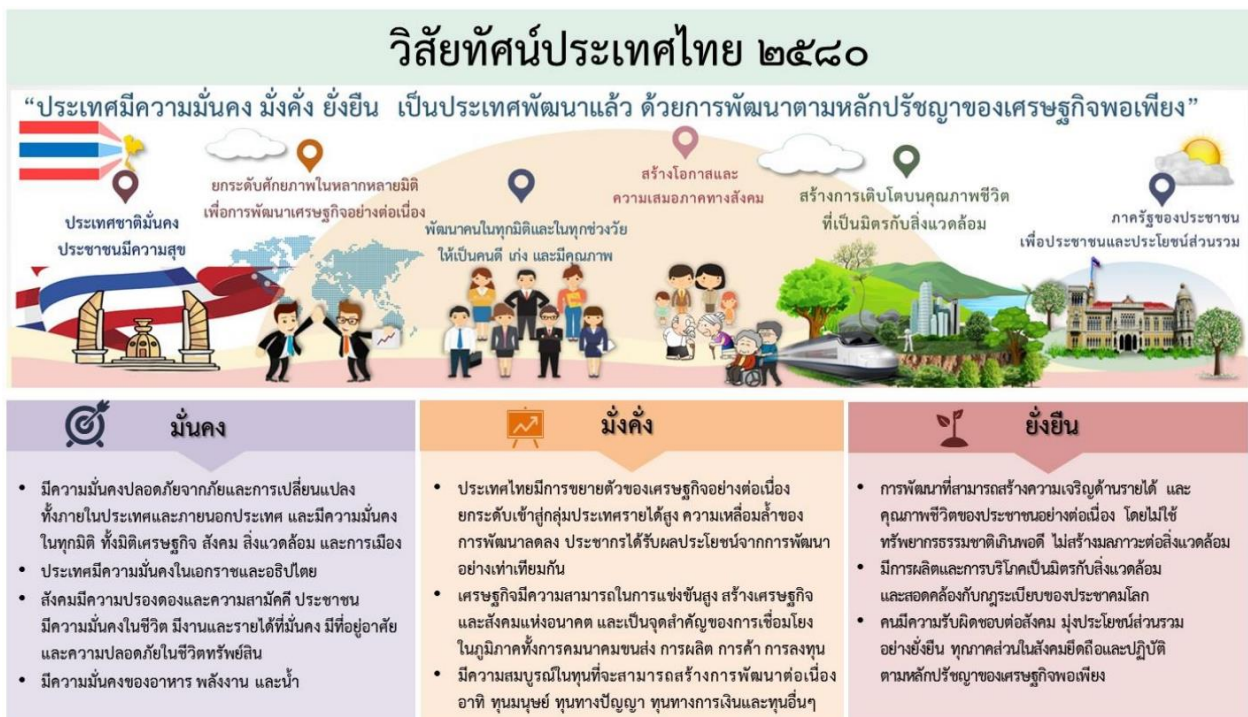 วิสัยทัศน์ประเทศไทย ๒๕๘๐
“ประเทศมีความมั่นคง มั่งคั่ง ยั่งยืน เป็นประเทศพัฒนาแล้ว ด้วยการพัฒนาตามหลักปรัชญาของเศรษฐกิจพอเพียง”
ประเทศชาติมั่นคง
ประชาชนมีความสุข
ยกระดับศักยภาพในหลากหลายมิติ
เพื่อการพัฒนาเศรษฐกิจอย่างต่อเนื่อง
พัฒนาคนในทุกมิติและในทุกช่วงวัย
ให้เป็นคนดี เก่ง และมีคุณภาพ
สร้างโอกาสและ
ความเสมอภาคทางสังคม
สร้างการเติบโตบนคุณภาพชีวิต
ที่เป็นมิตรกับสิ่งแวดล้อม
ภาครัฐของประชาชน
เพื่อประชาชนและประโยชน์ส่วนรวม
มั่นคง
• มีความมั่นคงปลอดภัยจากภัยและการเปลี่ยนแปลง
ทั้งภายในประเทศและภายนอกประเทศ และมีความมั่นคง
ในทุกมิติ ทั้งมิติเศรษฐกิจ สังคม สิ่งแวดล้อม และการเมือง
• ประเทศมีความมั่นคงในเอกราชและอธิปไตย
• สังคมมีความปรองดองและความสามัคคี ประชาชน
มีความมั่นคงในชีวิต มีงานและรายได้ที่มั่นคง มีที่อยู่อาศัย
และความปลอดภัยในชีวิตทรัพย์สิน
• มีความมั่นคงของอาหาร พลังงาน และน้ำ
มั่งคั่ง
• ประเทศไทยมีการขยายตัวของเศรษฐกิจอย่างต่อเนื่อง
ยกระดับเข้าสู่กลุ่มประเทศรายได้สูง ความเหลื่อมล้ำของ
การพัฒนาลดลง ประชากรได้รับผลประโยชน์จากการพัฒนา
อย่างเท่าเทียมกัน
• เศรษฐกิจมีความสามารถในการแข่งขันสูง สร้างเศรษฐกิจ
และสังคมแห่งอนาคต และเป็นจุดสำคัญของการเชื่อมโยง
ในภูมิภาคทั้งการคมนาคมขนส่ง การผลิต การค้า การลงทุน
• มีความสมบูรณ์ในทุนที่จะสามารถสร้างการพัฒนาต่อเนื่อง
อาทิ ทุนมนุษย์ ทุนทางปัญญา ทุนทางการเงินและทุนอื่นๆ
ยั่งยืน
• การพัฒนาที่สามารถสร้างความเจริญด้านรายได้ และ
คุณภาพชีวิตของประชาชนอย่างต่อเนื่อง โดยไม่ใช้
ทรัพยากรธรรมชาติเกินพอดี ไม่สร้างมลภาวะต่อสิ่งแวดล้อม
• มีการผลิตและการบริโภคเป็นมิตรกับสิ่งแวดล้อม
และสอดคล้องกับกฎระเบียบของประชาคมโลก
• คนมีความรับผิดชอบต่อสังคม มุ่งประโยชน์ส่วนรวม
อย่างยั่งยืน ทุกภาคส่วนในสังคมยึดถือและปฏิบัติ
ตามหลักปรัชญาของเศรษฐกิจพอเพียง